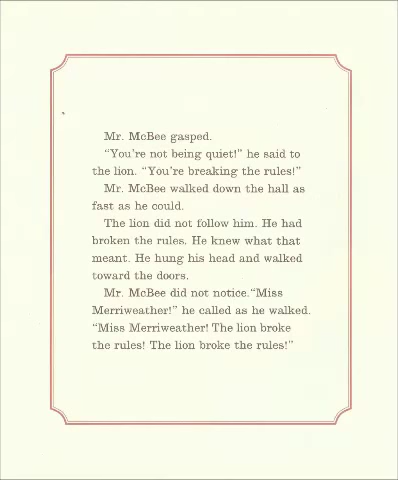 Mr. McBee gasped.
“You're not being quiet!” he said to
the lion. “You're breaking the rules!”
Mr. McBee walked down the hall as
fast as he could.
The lion did not follow him. He had
broken the rules. He knew what that
meant. He hung his head and walked
toward the doors.
Mr. McBee did not notice.“Miss
Merriweather!” he called as he walked.
“Miss Merriweather! The lion broke
the rules! The lion broke the rules!”